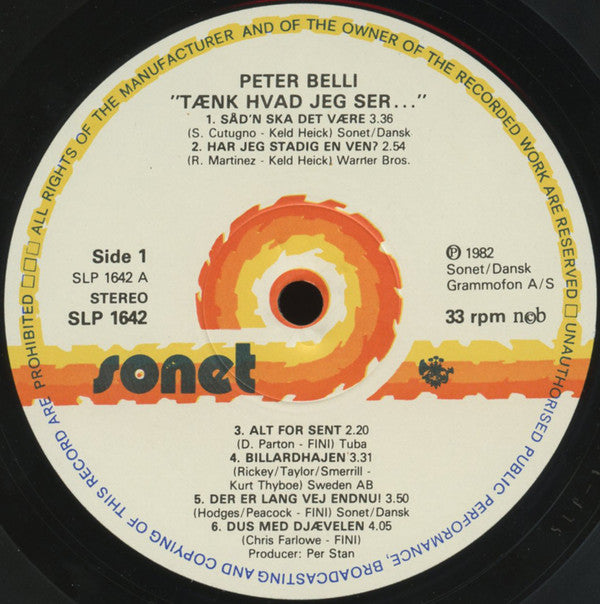 ALL RIGHTS OF THE MANUFACTURER AND OF THE OWNER OF THE RECORDED WORK ARE RESERVED □ UNAUTHORISED PUBLIC PERFORMANCE, BROADCASTING AND COPYING OF THIS RECORD ARE PROHIBITED □□□
PETER BELLI
"TÆNK HVAD JEG SER..."
1. SÅD'N SKA DET VÆRE 3.36
(S. Cutugno - Keld Heick) Sonet/Dansk
2. HAR JEG STADIG EN VEN? 2.54
(R. Martinez - Keld Heick) Warner Bros.
Side 1
SLP 1642 A
STEREO
SLP 1642
℗ 1982
Sonet/Dansk
Grammofon A/S
33 rpm n©b
sonet
3. ALT FOR SENT 2.20
(D. Parton - FINI) Tuba
4. BILLARDHAJEN 3.31
(Rickey/Taylor/Smerrill -
Kurt Thyboe) Sweden AB
5. DER ER LANG VEJ ENDNU! 3.50
(Hodges/Peacock - FINI) Sonet/Dansk
6. DUS MED DJÆVELEN 4.05
(Chris Farlowe - FINI)
Producer: Per Stan